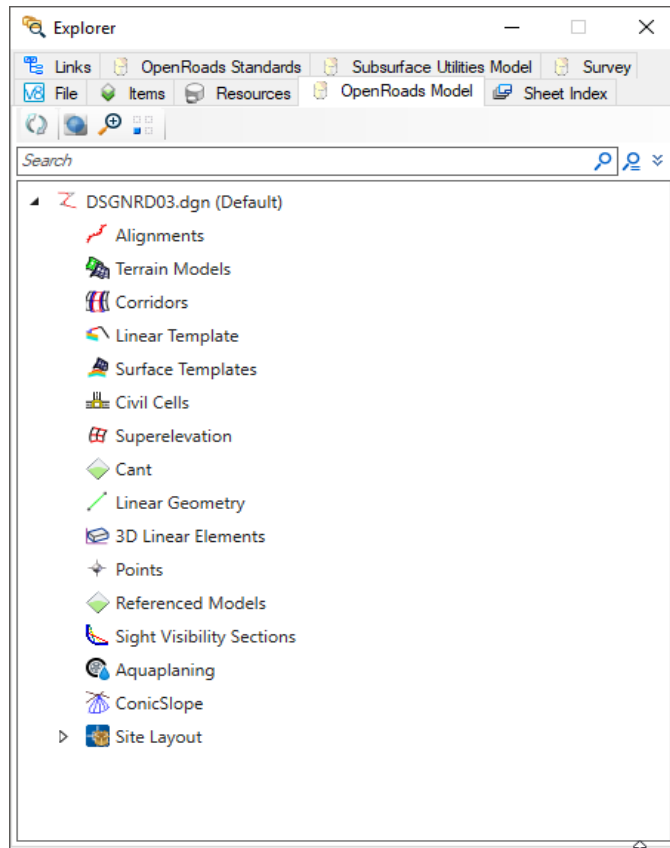 Explorer
Links OpenRoads Standards Subsurface Utilities Model Survey
V8 File Items Resources OpenRoads Model Sheet Index
Search
DSGNRD03.dgn (Default)
Alignments
Terrain Models
Corridors
Linear Template
Surface Templates
Civil Cells
Superelevation
Cant
Linear Geometry
3D Linear Elements
Points
Referenced Models
Sight Visibility Sections
Aquaplaning
ConicSlope
Site Layout